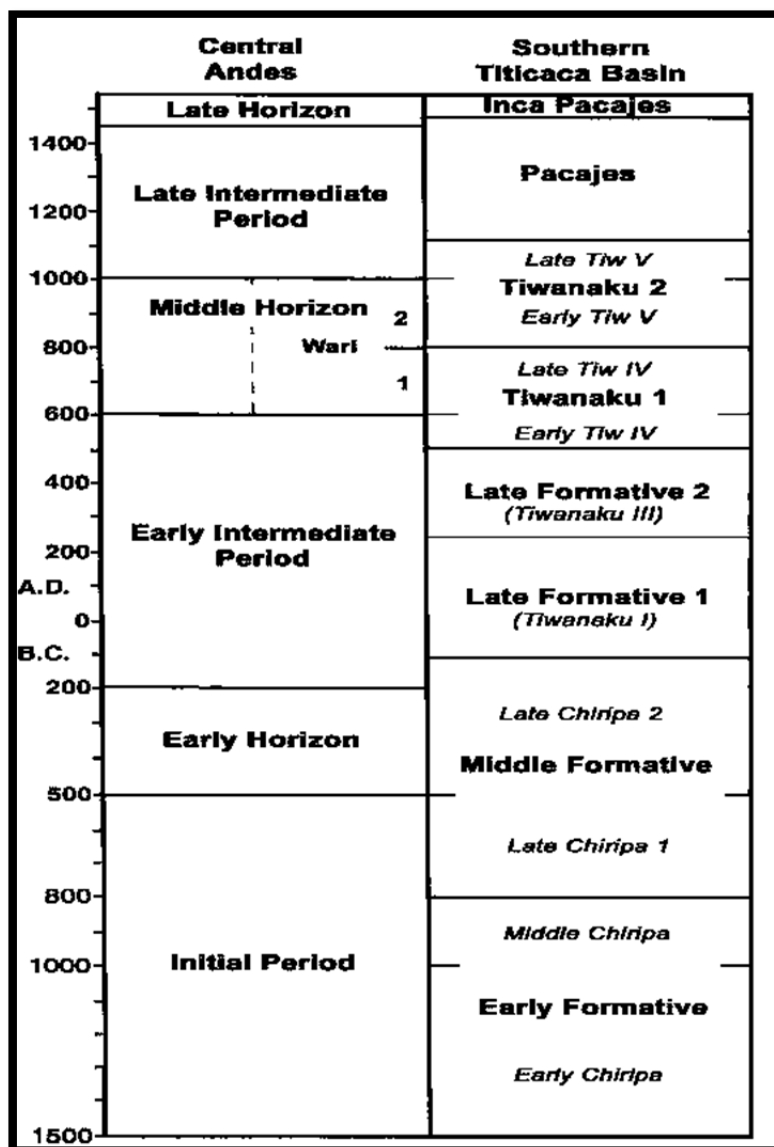 Central
Andes
Southern
Titicaca Basin
Late Horizon
Inca Pacajes
1400
Pacajes
Late Intermediate
Period
1200
Late Tiw V
1000
Tiwanaku 2
Middle Horizon
2
Early Tiw V
Wari
800
Late Tiw IV
1
Tiwanaku 1
600
Early Tiw IV
400
Late Formative 2
(Tiwanaku III)
Early Intermediate
Period
200
A.D.
Late Formative 1
(Tiwanaku I)
0
B.C.
200
Late Chiripa 2
Early Horizon
Middle Formative
500
Late Chiripa 1
800
Middle Chiripa
Initial Period
1000
Early Formative
Early Chiripa
1500